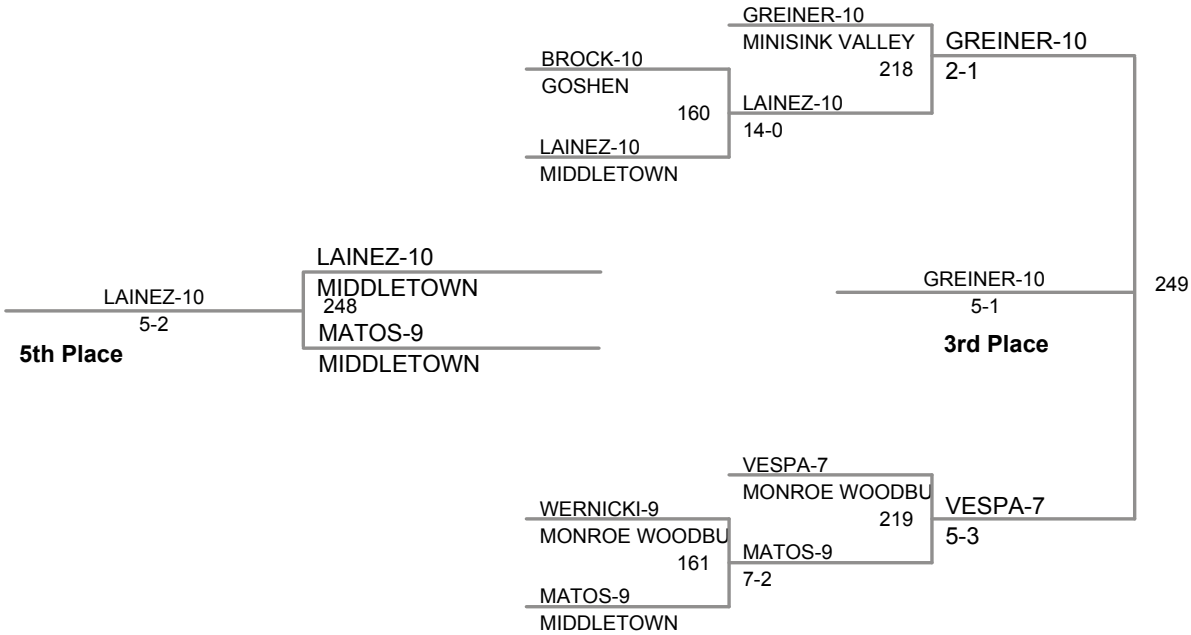 GREINER-10
MINISINK VALLEY
218
GREINER-10
2-1
BROCK-10
GOSHEN
160
LAINEZ-10
14-0
LAINEZ-10
MIDDLETOWN
LAINEZ-10
MIDDLETOWN
248
MATOS-9
MIDDLETOWN
LAINEZ-10
5-2
5th Place
GREINER-10
5-1
3rd Place
249
VESPA-7
MONROE WOODBU
219
VESPA-7
5-3
WERNICKI-9
MONROE WOODBU
161
MATOS-9
7-2
MATOS-9
MIDDLETOWN